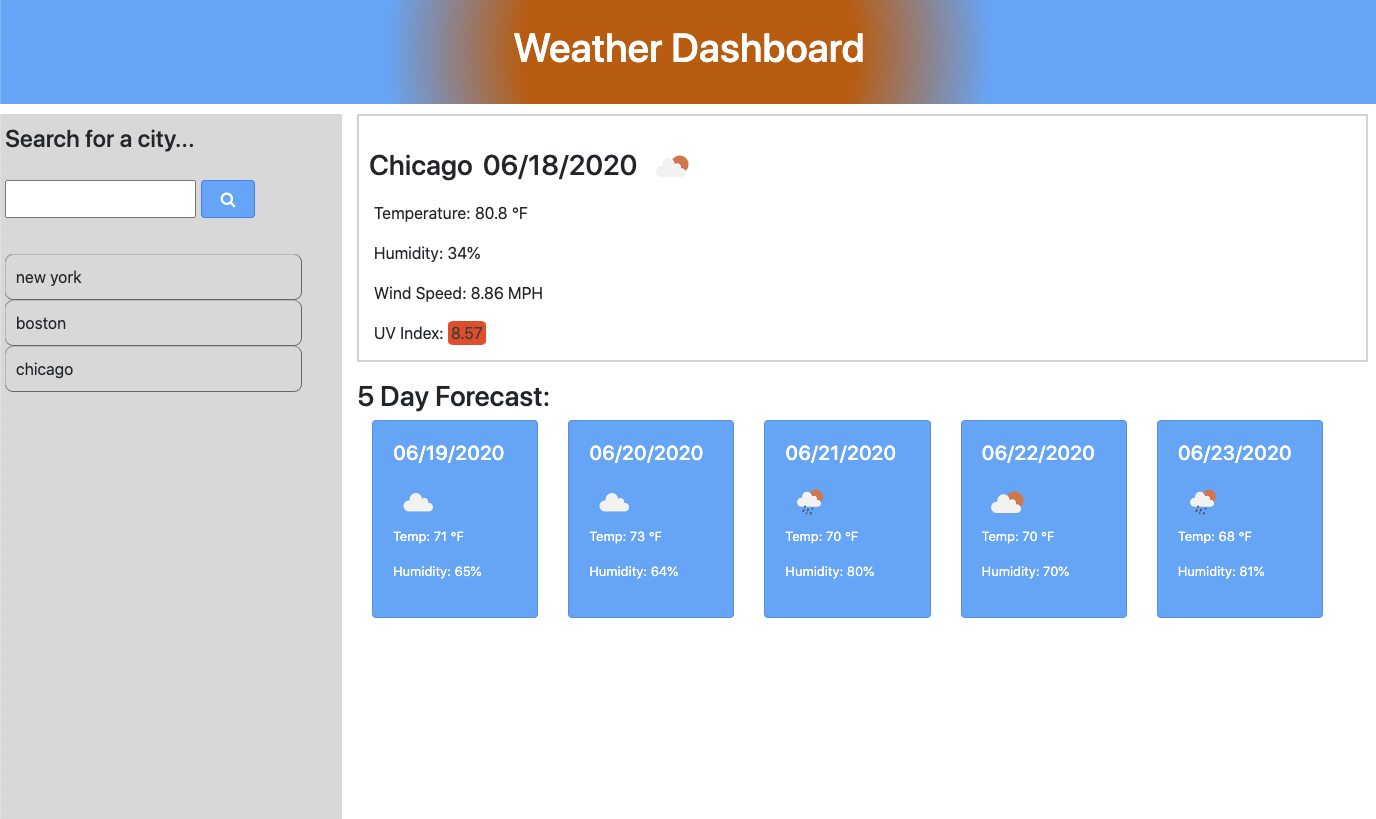 Weather Dashboard
Search for a city...
new york
boston
chicago
Chicago 06/18/2020
Temperature: 80.8 °F
Humidity: 34%
Wind Speed: 8.86 MPH
UV Index: 8.57
5 Day Forecast:
06/19/2020
Temp: 71 °F
Humidity: 65%
06/20/2020
Temp: 73 °F
Humidity: 64%
06/21/2020
Temp: 70 °F
Humidity: 80%
06/22/2020
Temp: 70 °F
Humidity: 70%
06/23/2020
Temp: 68 °F
Humidity: 81%